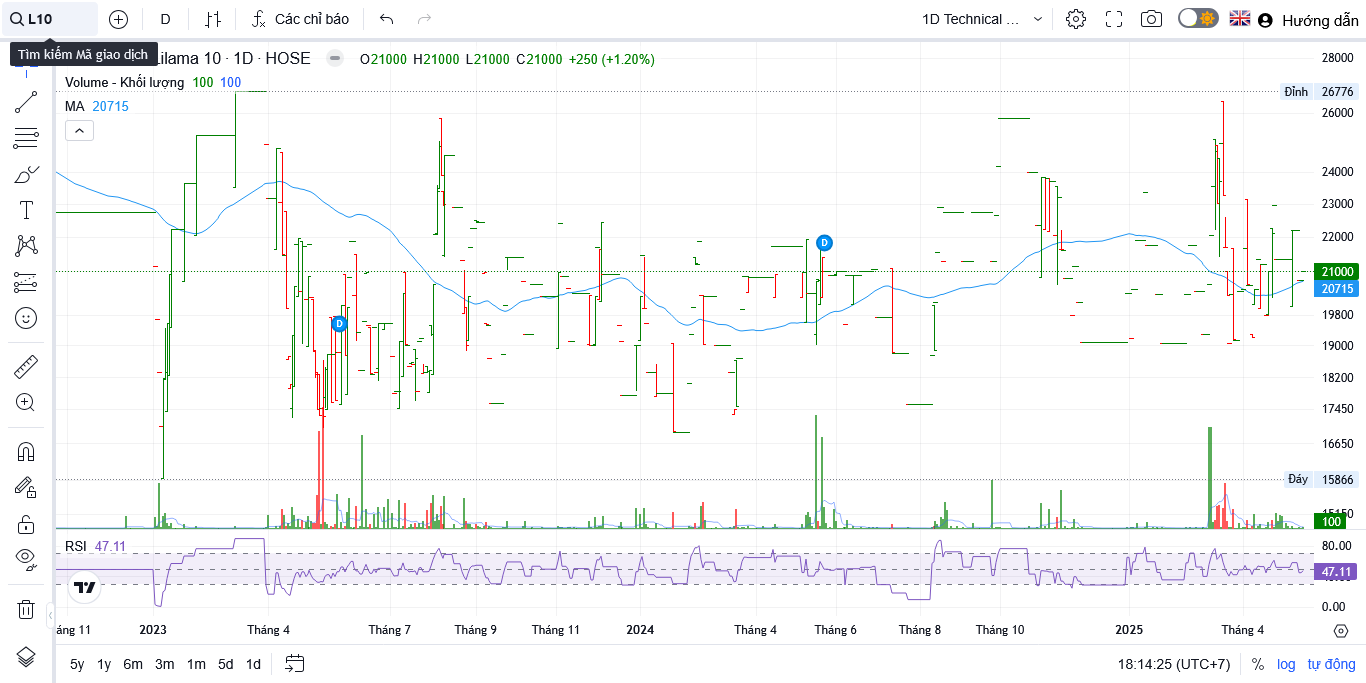 L10 D Các chỉ báo 1D Technical ... Hướng dẫn
Tìm kiếm Mã giao dịch
Lilama 10 · 1D · HOSE O21000 H21000 L21000 C21000 +250 (+1.20%)
Volume - Khối lượng 100 100
MA 20715
28000
Đỉnh 26776
26000
24000
23000
22000
21000
20715
19800
19000
18200
17450
16650
Đáy 15866
15450
100
D
D
RSI 47.11
80.00
47.11
0.00
áng 11 2023 Tháng 4 Tháng 7 Tháng 9 Tháng 11 2024 Tháng 4 Tháng 6 Tháng 8 Tháng 10 2025 Tháng 4
5y 1y 6m 3m 1m 5d 1d 18:14:25 (UTC+7) % log tự động